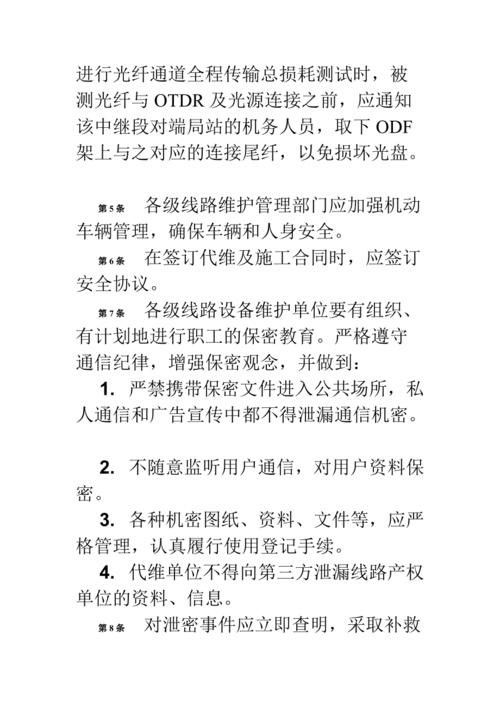 进行光纤通道全程传输总损耗测试时，被
测光纤与 OTDR 及光源连接之前，应通知
该中继段对端局站的机务人员，取下 ODF
架上与之对应的连接尾纤，以免损坏光盘。
第5条 各级线路维护管理部门应加强机动
车辆管理，确保车辆和人身安全。
第6条 在签订代维及施工合同时，应签订
安全协议。
第7条 各级线路设备维护单位要有组织、
有计划地进行职工的保密教育。严格遵守
通信纪律，增强保密观念，并做到：
1. 严禁携带保密文件进入公共场所，私
人通信和广告宣传中都不得泄漏通信机密。
2. 不随意监听用户通信，对用户资料保
密。
3. 各种机密图纸、资料、文件等，应严
格管理，认真履行使用登记手续。
4. 代维单位不得向第三方泄漏线路产权
单位的资料、信息。
第8条 对泄密事件应立即查明，采取补救